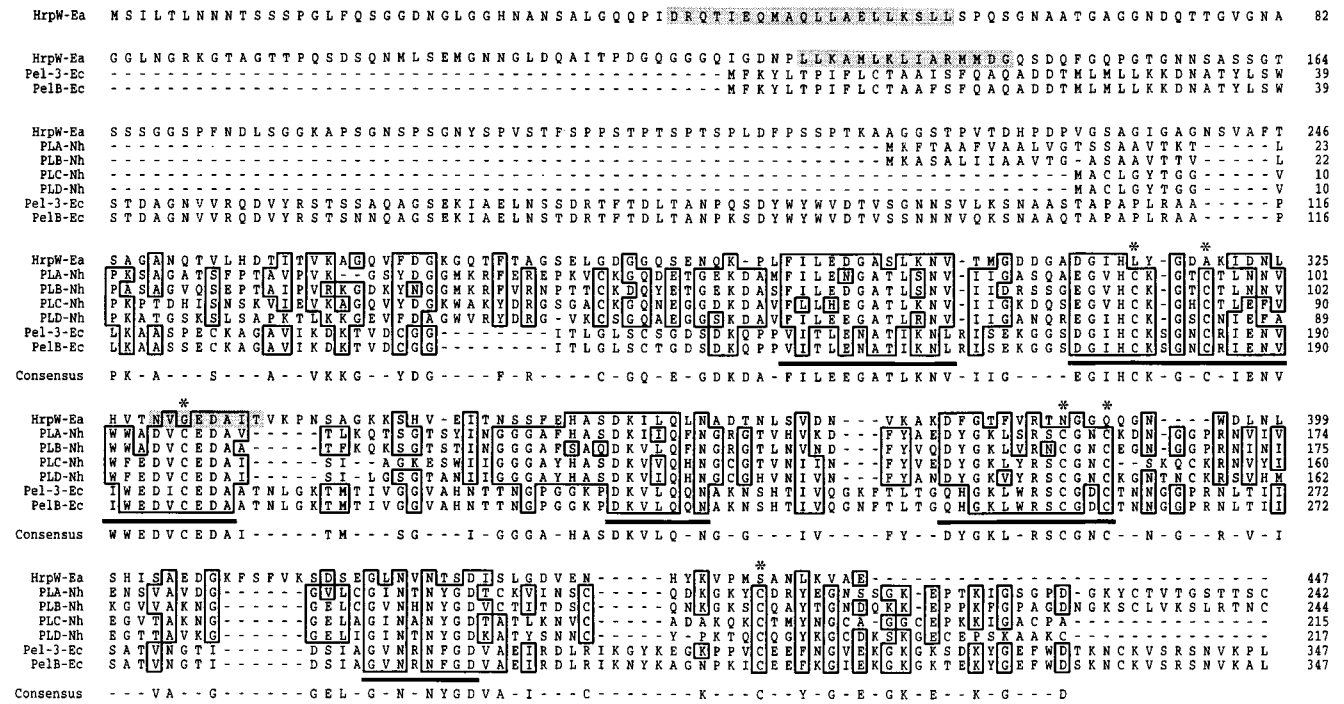 HrpW-Ea M S I L T L N N N T S S S P G L F Q S G G D N G L G G H N A N S A L G Q Q P I D R Q T I E Q M A Q L L A E L L K S L L S P Q S G N A A T G A G G N D Q T T G V G N A 82
HrpW-Ea G G L N G R K G T A G T T P Q S D S Q N M L S E M G N N G L D Q A I T P D G Q G G G Q I G D N P L L K A M L K L I A R M M D G Q S D Q F G Q P G T G N N S A S S G T 164
Pel-3-Ec - - - - - - - - - - - - - - - - - - - - - - - - - - - - - - - - - - - - - - - - - - - M F K Y L T P I F L C T A A I S F Q A Q A D D T M L M L L K K D N A T Y L S W 39
PelB-Ec - - - - - - - - - - - - - - - - - - - - - - - - - - - - - - - - - - - - - - - - - - - M F K Y L T P I F L C T A A F S F Q A Q A D D T M L M L L K K D N A T Y L S W 39
HrpW-Ea S S S G G S P F N D L S G G K A P S G N S P S G N Y S P V S T F S P P S T P T S P T S P L D F P S S P T K A A G G S T P V T D H P D P V G S A G I G A G N S V A F T 246
PLA-Nh - - - - - - - - - - - - - - - - - - - - - - - - - - - - - - - - - - - - - - - - - - - - - - - - - - - - - M K F T A A F V A A L V G T S S A A V T K T - - - - - L 23
PLB-Nh - - - - - - - - - - - - - - - - - - - - - - - - - - - - - - - - - - - - - - - - - - - - - - - - - - - - - M K A S A L I I A A V T G - A S A A V T T V - - - - - L 22
PLC-Nh - - - - - - - - - - - - - - - - - - - - - - - - - - - - - - - - - - - - - - - - - - - - - - - - - - - - - - - - - - - - - - - - M A C L G Y T G G - - - - - V 10
PLD-Nh - - - - - - - - - - - - - - - - - - - - - - - - - - - - - - - - - - - - - - - - - - - - - - - - - - - - - - - - - - - - - - - - M A C L G Y T G G - - - - - V 10
Pel-3-Ec S T D A G N V V R Q D V Y R S T S S A Q A G S E K I A E L N S S D R T F T D L T A N P Q S D Y W Y W V D T V S S G N N N V L K S N A A S T A P A P L R A A - - - - - P 116
PelB-Ec S T D A G N V V R Q D V Y R S T S N N Q A G S E K I A E L N S T D R T F T D L T A N P K S D Y W Y W V D T V S S N N N S V Q K S N A A Q T A P A P L R A A - - - - - P 116
* *
HrpW-Ea S A G A N Q T V L H D T I T V K A G Q V F D G K G Q T F T A G S E L G D G G Q S E N Q K - P L F I L E D G A S L K N V - T M G D D G A D G I H L Y - G D A K I D N L 325
PLA-Nh P K S A G A T S F P T A V P V K - - G S Y D G G M K R F E R E P K V C K G Q D E T G E K D A M F I L E N G A T L S N V - I I G A S Q A E G V H C K - G T C T L N N V 101
PLB-Nh P A S A G V Q S E P T A I P V R K G D K Y N G G M K R F V R N P T T C K D Q Y E T G E K D A S F I L E D G A T L S N V - I I D R S S G E G V H C K - G T C T L N N V 102
PLC-Nh P K P T D H I S N S K V I E V K A G Q V Y D G K W A K Y D R G S G A C K G Q N E G G D K D A V F L L H E G A T L K N V - I I G K D Q S E G V H C K - G H C T L E F V 90
PLD-Nh P K A T G S K S L S A P K T L K K G E V F D A G W V R Y D R G - V K C S G Q A E G G S K D A V F I L E E G A T L R N V - I I G A N Q R E G V H C K - G S C R I E F A 89
Pel-3-Ec L K A A S P E C K A G A V I K D K T V D C G G - - - - - - - I T L G L S C S G D S D K Q P P V I T L E N A T I K N L R I S E K G G S D G I H C K S G N C R I E N V 190
PelB-Ec L K A A S S E C K A G A V I K D K T V D C G G - - - - - - - I T L G L S C T G D S D K Q P P V I T L E N A T I K N L R I S E K G G S D G I H C K S G N C R I E N V 190
Consensus P K - A - - - S - - - A - - V K K G - - Y D G - - - - F - R - - - - C - G Q - E - G D K D A - F I L E E G A T L K N V - I I G - - - - E G I H C K - G - C - I E N V
* * *
HrpW-Ea H V T N V G E D A I T V K P N S A G K K S H V - E I T N S S F E H A S D K I L Q L N A D T N L S V D N - - - - V K A K D F G T F V R T N G G Q Q G N - - - W D L N L 399
PLA-Nh W W A D V C E D A V - - - - - T L K Q T S G T S Y I N G G G A F H A S D K I I Q F N G R G T V H V K D - - - - F Y A E D Y G K L S R S C G N C K D N - G G P R N V I V 174
PLB-Nh W W A D V C E D A A - - - - - T F K Q K S G T S T I N G G G A F S A Q D K V L Q F N G R G T L N V N D - - - - F Y V Q D Y G K L V R N C G N C E G N - G G P R N I N I 175
PLC-Nh W F E D V C E D A I - - - - - S I - - A G K E S W I I G G G A Y H A S D K V V Q H N G C G T V N I I N - - - - F Y V E D Y G K L Y R S C G N C - S K Q C K R N V Y V 160
PLD-Nh W F E D V C E D A I - - - - - S I - L G S G T A N I I G G G A Y H A S D K V I Q H N G C G H V N I V N - - - - F Y A N D Y G K V Y R S C G N C - N T M C K R S V H M 162
Pel-3-Ec I W E D I C E D A A T N L G K T M T I V G G V A H N T T N G P G G K P D K V L Q Q N A K N S H T I V Q G K F T L T G Q H G K L W R S C G D C T N N G G P R N L T I I 272
PelB-Ec I W E D V C E D A A T N L G K T M T I V G G V A H N T T N G P G G K P D K V L Q Q N A K N S H T I V Q G N F T L T G Q H G K L W R S C G D C T N N G G P R N L T I I 272
Consensus W W E D V C E D A I - - - - - T M - - - S G - - I - G G G A - H A S D K V L Q - N G - G - - - I V - - - - - F Y - - D Y G K L - R S C G N C - - N - G - - R - V - I
*
HrpW-Ea S H I S A E D G K F S F V K S D S E G L N V N T S D I S L G D V E N - - - - - H Y K V P M S A N L K V A E - - - - - - - - - - - - - - - - - - - - - - - - - 447
PLA-Nh E N S V A V D G - - - - - - G V L C G I N T N Y G D T C K V I N S C - - - - - N D K G K Y C D R Y E G N S S G K - E P T K I G S G P D - G K Y C T V T G S T T S C 242
PLB-Nh K G V V A K N G - - - - - - G E L C G V N H N Y G D V C T I T D S C - - - - - Q N K G K S C Q A Y T G N D Q K K - E P P K F G P A G D N G K S C L V K S L R T N C 244
PLC-Nh E G V T A K N G - - - - - - G E L A G I N A N Y G D T A T L K N V C - - - - - A D A K Q K C T M Y N G C A - G G C E P K K I G A C P A - - - - - - - - - - - - - 215
PLD-Nh E G T T A V K G - - - - - - G E L I G I N T N Y G D K A T Y S N N C - - - - - Y P K T Q C Q G Y K G C D K S K G E C E P S K A A K C - - - - - - - - - - - - - 217
Pel-3-Ec S A T V N G T I - - - - - - D S I A G V N R N F G D V A E I R D L R I K G Y K E G K P P V C E E F N G V E K G K G K S D K Y G E F W D T K N C K V S R S N V K P L 347
PelB-Ec S A T V N G T I - - - - - - D S I A G V N R N F G D V A E I R D L R I K N Y K A G N P K I C E E F K G I E K G K G K T E K Y G E F W D S K N C K V S R S N V K A L 347
Consensus - - - V A - - G - - - - - - G E L - G - N - N Y G D V A - I - - C - - - - - - - - K - - - C - - Y - G - E - G K - E - - K - G - - - D